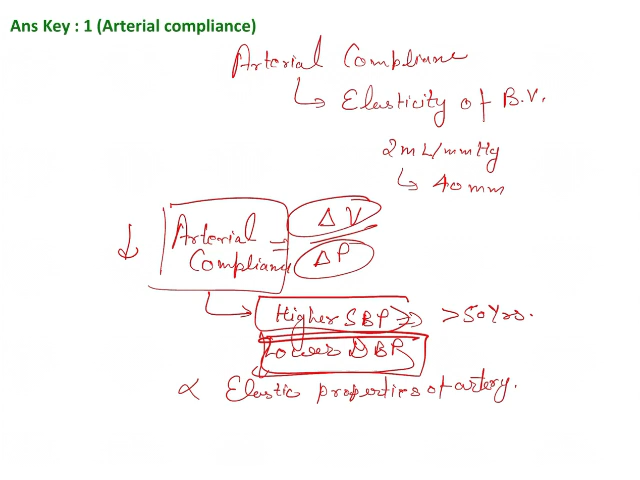 Ans Key : 1 (Arterial compliance)
Arterial Compliance
↳ Elasticity of B.V.
2mL/mmHg
↳ 40mm
↓ Arterial Compliance = ΔV / ΔP
↳ Higher SBP ⇒ >50Yrs.
Lower DBP
∝ Elastic properties of artery.